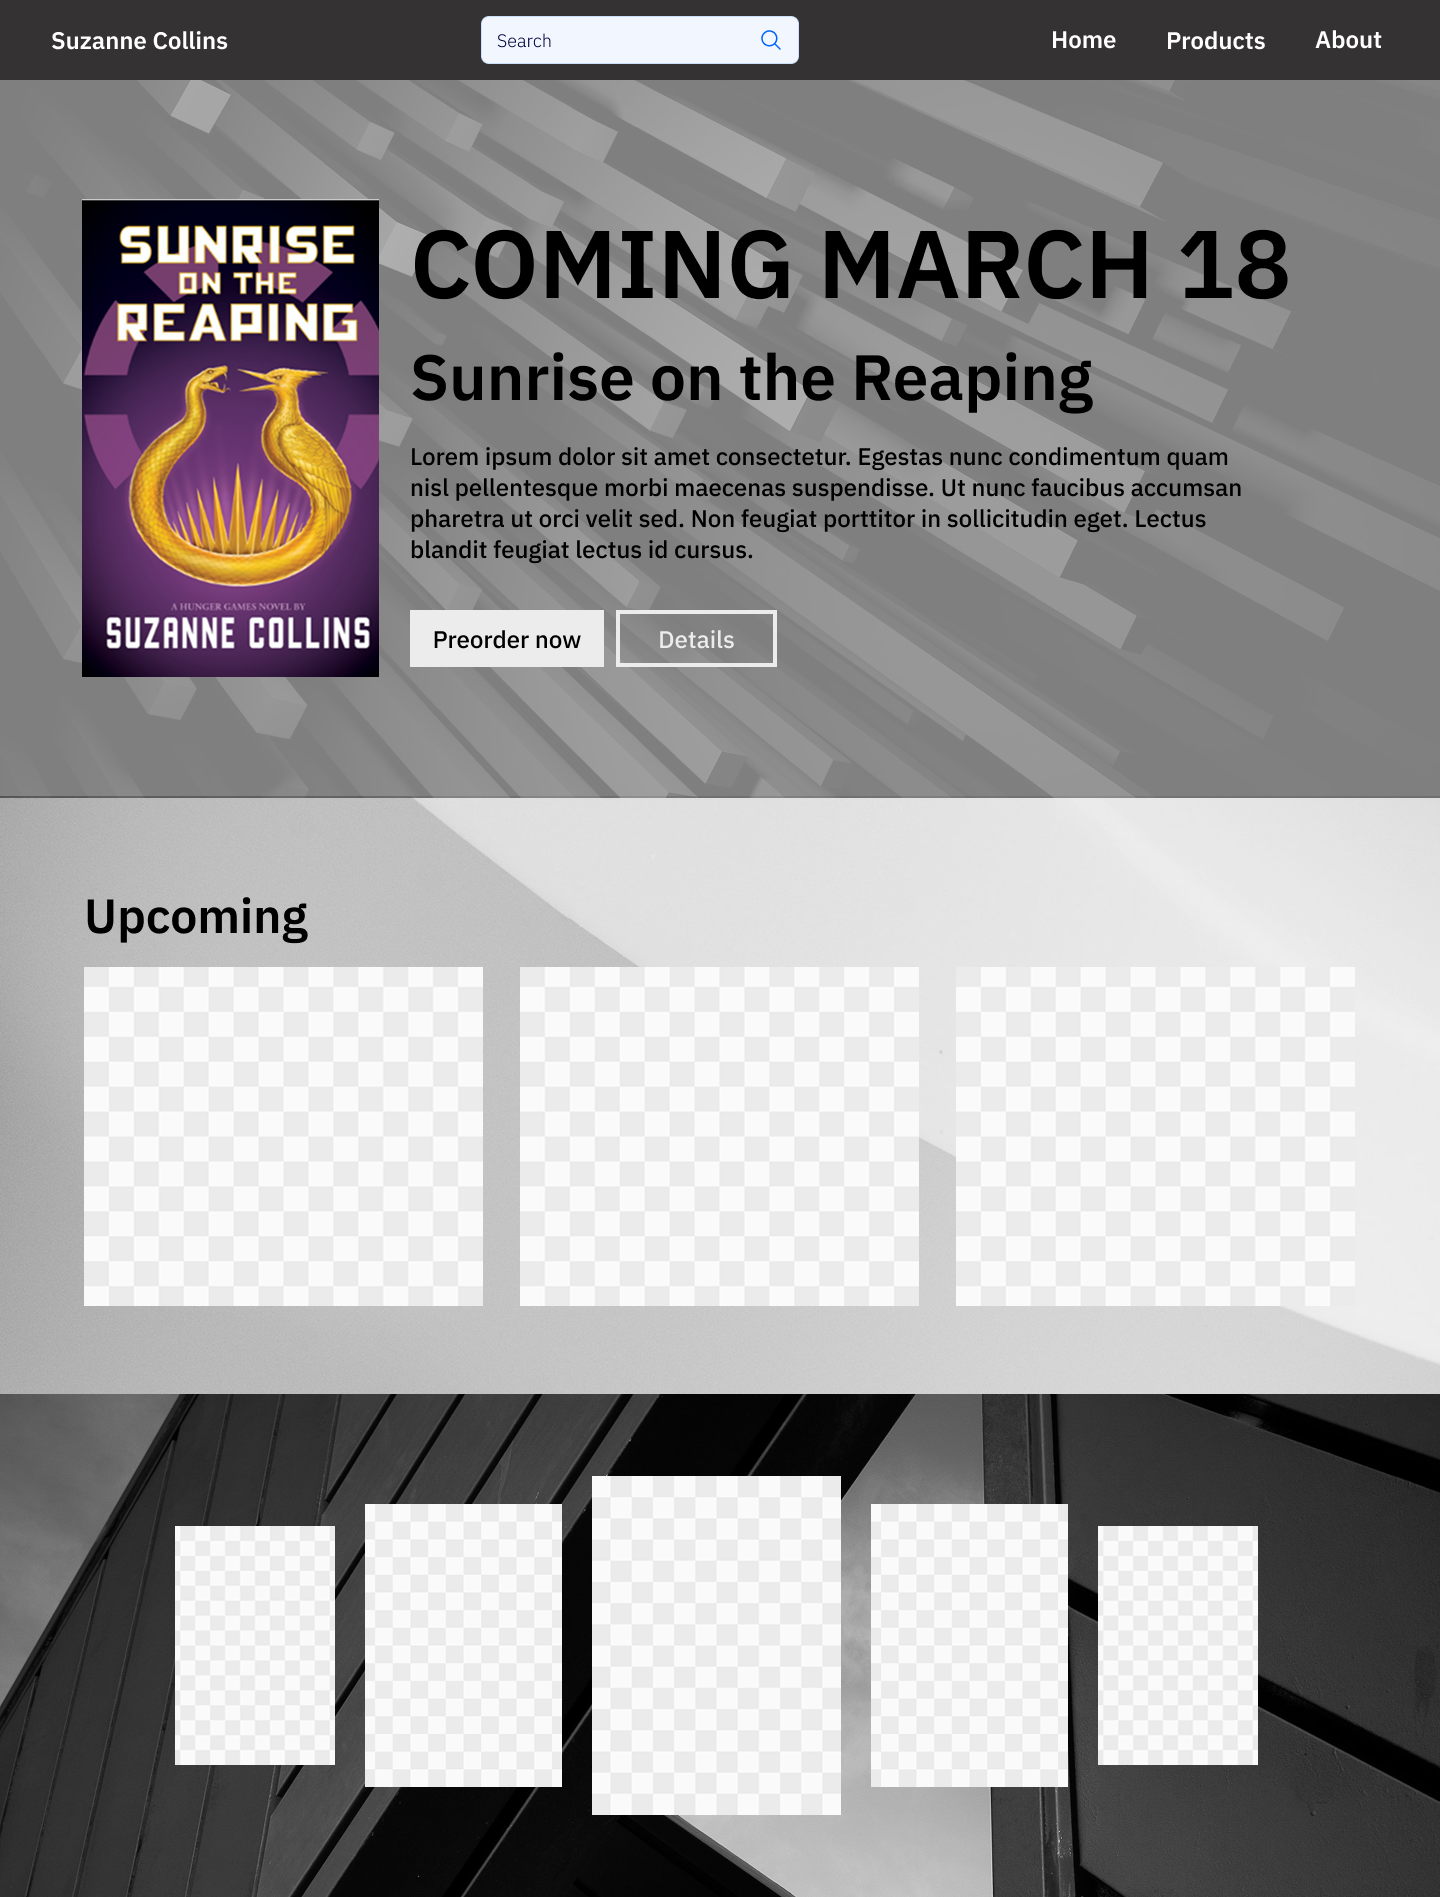 Suzanne Collins
Search
Home
Products
About
SUNRISE
ON THE
REAPING
A HUNGER GAMES NOVEL BY
SUZANNE COLLINS
COMING MARCH 18
Sunrise on the Reaping
Lorem ipsum dolor sit amet consectetur. Egestas nunc condimentum quam
nisl pellentesque morbi maecenas suspendisse. Ut nunc faucibus accumsan
pharetra ut orci velit sed. Non feugiat porttitor in sollicitudin eget. Lectus
blandit feugiat lectus id cursus.
Preorder now
Details
Upcoming